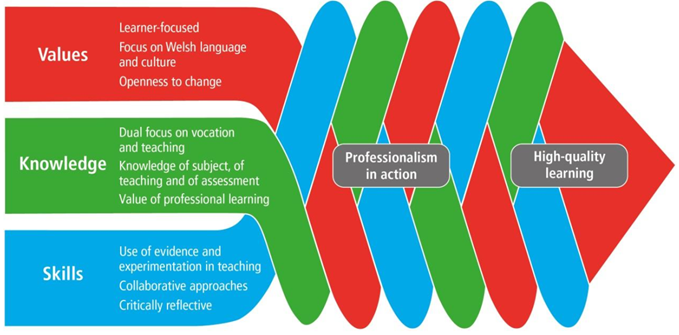 Values
Learner-focused
Focus on Welsh language
and culture
Openness to change
Knowledge
Dual focus on vocation
and teaching
Knowledge of subject, of
teaching and of assessment
Value of professional learning
Skills
Use of evidence and
experimentation in teaching
Collaborative approaches
Critically reflective
Professionalism
in action
High-quality
learning